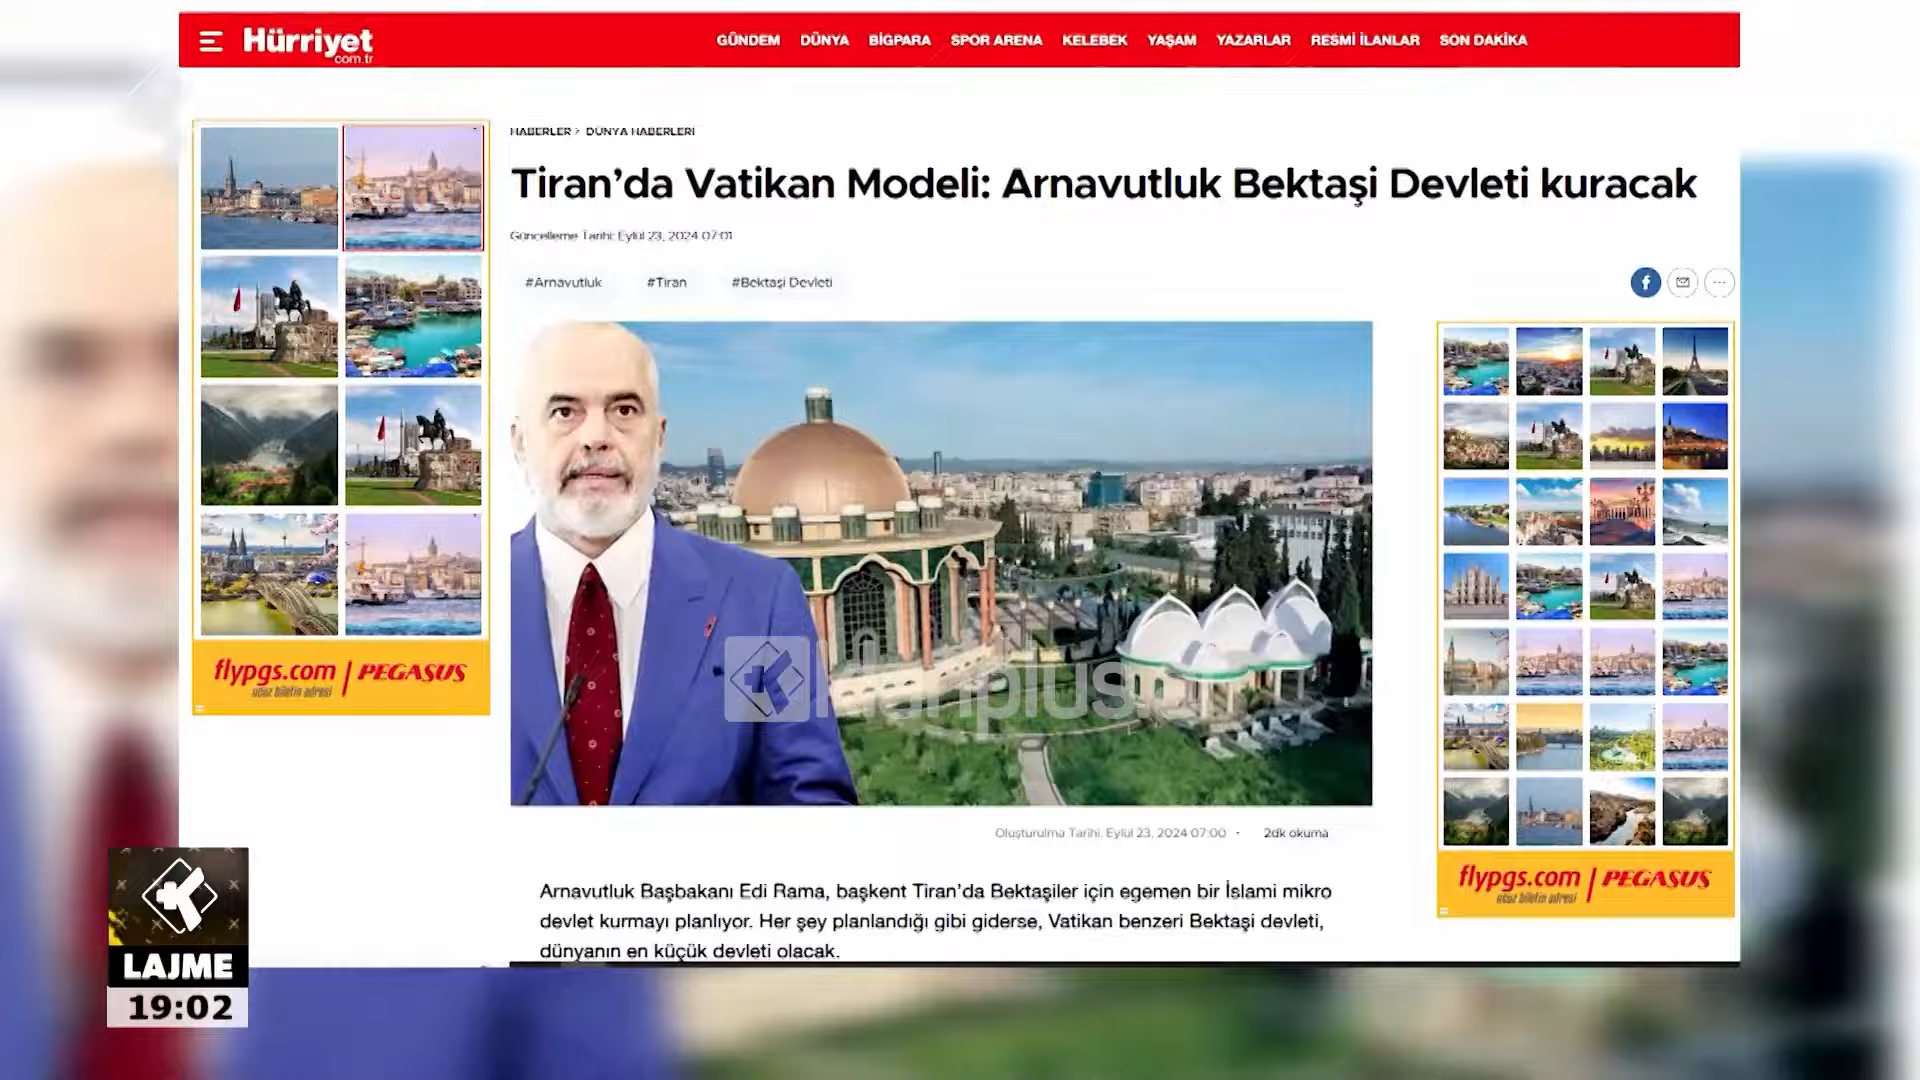 Hürriyet
com.tr
GÜNDEM DÜNYA BİGPARA SPOR ARENA KELEBEK YAŞAM YAZARLAR RESMİ İLANLAR SON DAKİKA
HABERLER > DÜNYA HABERLERİ
Tiran'da Vatikan Modeli: Arnavutluk Bektaşi Devleti kuracak
Güncelleme Tarihi: Eylül 23, 2024 07:01
#Arnavutluk #Tiran #Bektaşi Devleti
flypgs.com | PEGASUS
ucuz biletin adresi
klanplus.
Oluşturulma Tarihi: Eylül 23, 2024 07:00 · 2dk okuma
Arnavutluk Başbakanı Edi Rama, başkent Tiran'da Bektaşiler için egemen bir İslami mikro
devlet kurmayı planlıyor. Her şey planlandığı gibi giderse, Vatikan benzeri Bektaşi devleti,
dünyanın en küçük devleti olacak.
flypgs.com | PEGASUS
ucuz biletin adresi
LAJME
19:02